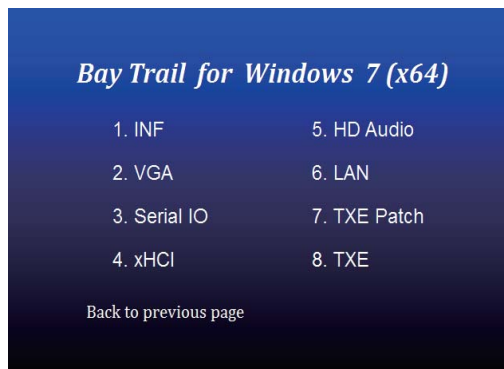 Bay Trail for Windows 7 (x64)
1. INF
2. VGA
3. Serial IO
4. xHCI
5. HD Audio
6. LAN
7. TXE Patch
8. TXE
Back to previous page